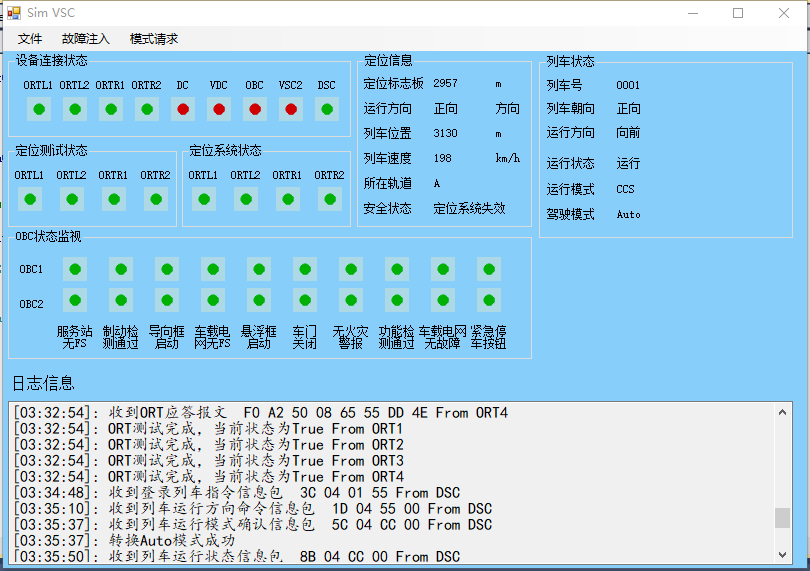 Sim VSC
文件 故障注入 模式请求
设备连接状态
ORTL1 ORTL2 ORTR1 ORTR2 DC VDC OBC VSC2 DSC
定位测试状态
ORTL1 ORTL2 ORTR1 ORTR2
定位系统状态
ORTL1 ORTL2 ORTR1 ORTR2
定位信息
定位标志板 2957 m
运行方向 正向 方向
列车位置 3130 m
列车速度 198 km/h
所在轨道 A
安全状态 定位系统失效
列车状态
列车号 0001
列车朝向 正向
运行方向 向前
运行状态 运行
运行模式 CCS
驾驶模式 Auto
OBC状态监视
OBC1
OBC2
服务站 制动检 导向框 车载电 悬浮框 车门 无火灾 功能检 车载电网 紧急停
无FS 测通过 启动 网无FS 启动 关闭 警报 测通过 无故障 车按钮
日志信息
[03:32:54]: 收到ORT应答报文 F0 A2 50 08 65 55 DD 4E From ORT4
[03:32:54]: ORT测试完成, 当前状态为True From ORT1
[03:32:54]: ORT测试完成, 当前状态为True From ORT2
[03:32:54]: ORT测试完成, 当前状态为True From ORT3
[03:32:54]: ORT测试完成, 当前状态为True From ORT4
[03:34:48]: 收到登录列车指令信息包 3C 04 01 55 From DSC
[03:35:10]: 收到列车运行方向命令信息包 1D 04 55 00 From DSC
[03:35:37]: 收到列车运行模式确认信息包 5C 04 CC 00 From DSC
[03:35:37]: 转换Auto模式成功
[03:35:50]: 收到列车运行状态信息包 8B 04 CC 00 From DSC